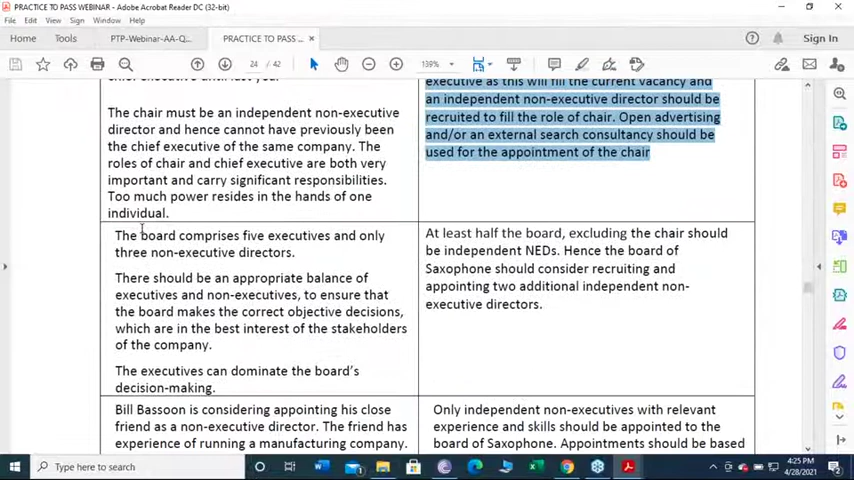 PRACTICE TO PASS WEBINAR - Adobe Acrobat Reader DC (32-bit)
File Edit View Sign Window Help
Home Tools PTP-Webinar-AA-Q... PRACTICE TO PASS ... × Sign In
24 / 42 139%
The chair must be an independent non-executive
director and hence cannot have previously been
the chief executive of the same company. The
roles of chair and chief executive are both very
important and carry significant responsibilities.
Too much power resides in the hands of one
individual.
executive as this will fill the current vacancy and
an independent non-executive director should be
recruited to fill the role of chair. Open advertising
and/or an external search consultancy should be
used for the appointment of the chair
The board comprises five executives and only
three non-executive directors.
There should be an appropriate balance of
executives and non-executives, to ensure that
the board makes the correct objective decisions,
which are in the best interest of the stakeholders
of the company.
The executives can dominate the board's
decision-making.
At least half the board, excluding the chair should
be independent NEDs. Hence the board of
Saxophone should consider recruiting and
appointing two additional independent non-
executive directors.
Bill Bassoon is considering appointing his close
friend as a non-executive director. The friend has
experience of running a manufacturing company.
Only independent non-executives with relevant
experience and skills should be appointed to the
board of Saxophone. Appointments should be based
Type here to search
4:25 PM
4/28/2021